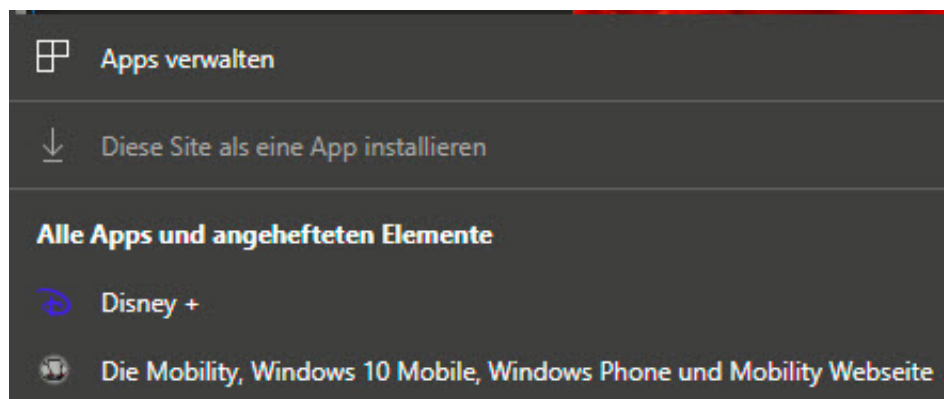 Apps verwalten
Diese Site als eine App installieren
Alle Apps und angehefteten Elemente
Disney +
Die Mobility, Windows 10 Mobile, Windows Phone und Mobility Webseite